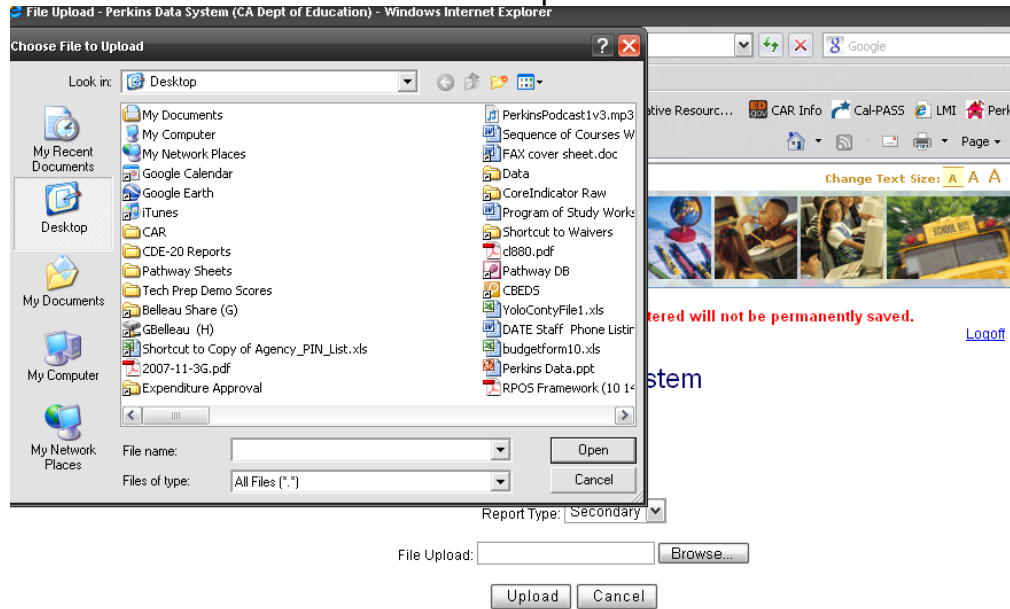 File Upload - Perkins Data System (CA Dept of Education) - Windows Internet Explorer
Choose File to Upload
Look in: Desktop
My Recent Documents
Desktop
My Documents
My Computer
My Network Places
My Documents
My Computer
My Network Places
Google Calendar
Google Earth
iTunes
CAR
CDE-20 Reports
Pathway Sheets
Tech Prep Demo Scores
Belleau Share (G)
GBelleau (H)
Shortcut to Copy of Agency_PIN_List.xls
2007-11-3G.pdf
Expenditure Approval
PerkinsPodcast1v3.mp3
Sequence of Courses W
FAX cover sheet.doc
Data
CoreIndicator Raw
Program of Study Works
Shortcut to Waivers
cl880.pdf
Pathway DB
CBEDS
YoloContyFile1.xls
DATE Staff Phone Listin
budgetform10.xls
Perkins Data.ppt
RPOS Framework (10 14
File name:
Open
Files of type: All Files (*.*)
Cancel
Google
ative Resourc... CAR Info Cal-PASS LMI Perk
Page
Change Text Size: A A A
SCHOOL BUS
tered will not be permanently saved.
Logoff
stem
Report Type: Secondary
File Upload: Browse...
Upload Cancel